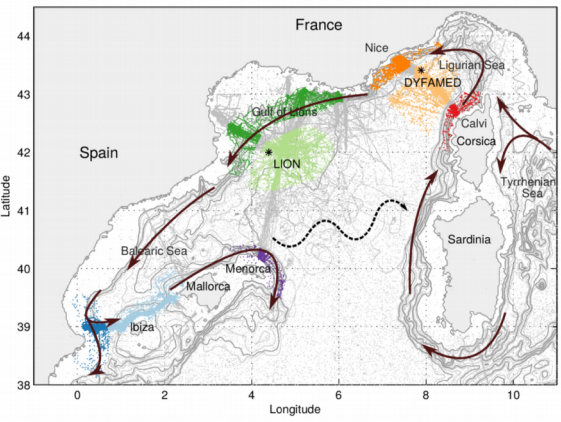 France
Nice
Ligurian Sea
DYFAMED
Gulf of Lions
Calvi
Corsica
Spain
LION
Tyrrhenian
Sea
Balearic Sea
Menorca
Mallorca
Ibiza
Sardinia
44
43
42
41
40
39
38
Latitude
0
2
4
6
8
10
Longitude